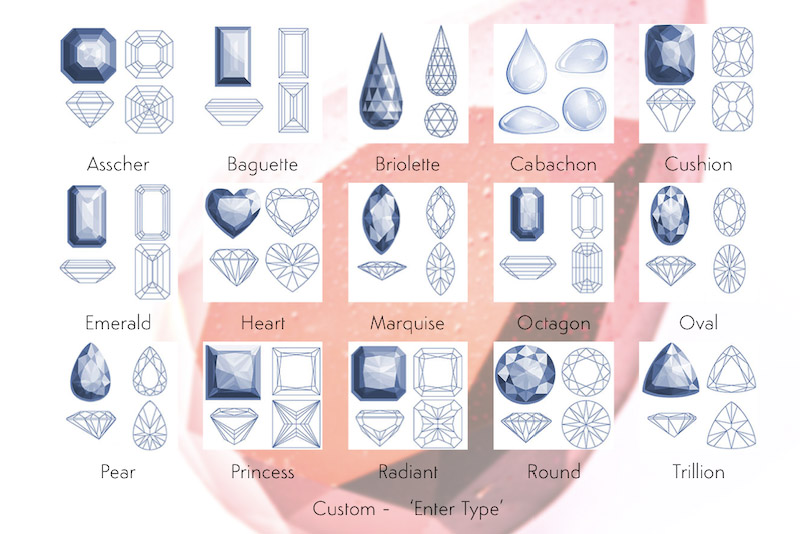 Asscher Baguette Briolette Cabachon Cushion
Emerald Heart Marquise Octagon Oval
Pear Princess Radiant Round Trillion
Custom - ‘Enter Type’